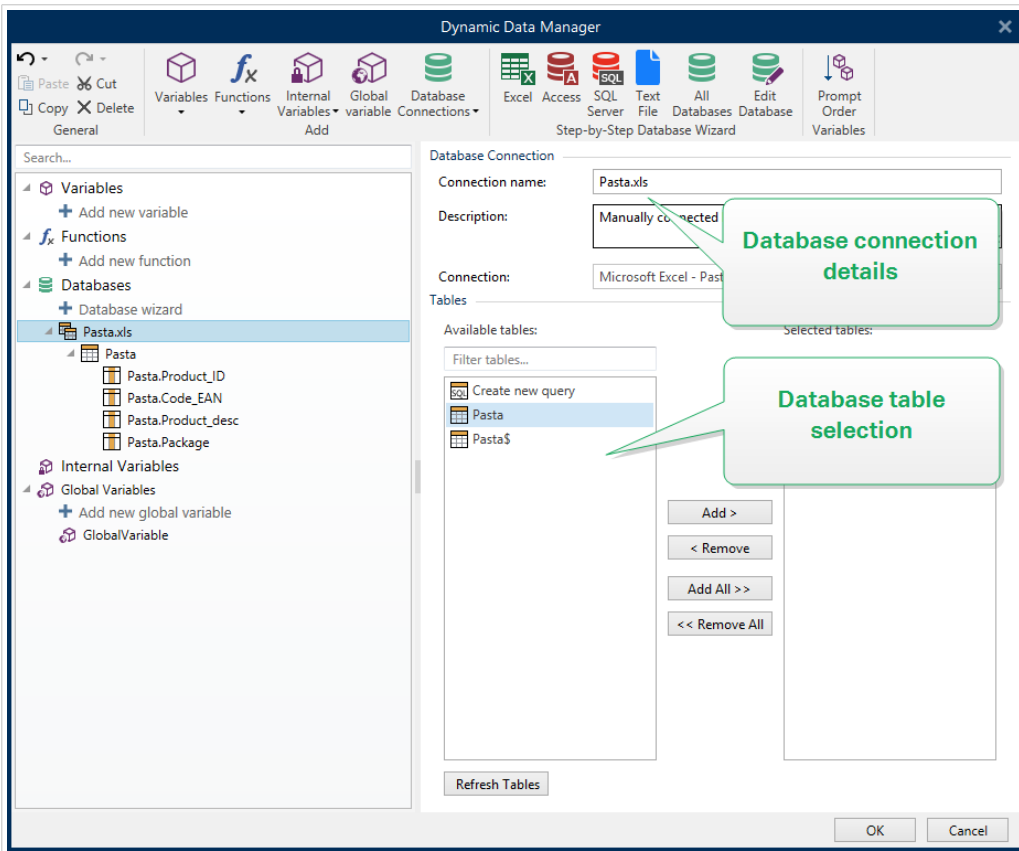 Dynamic Data Manager
Paste Cut
Copy Delete
General
Variables
Functions
Internal Variables
Global variable
Database Connections
Add
Excel
Access
SQL Server
Text File
All Databases
Edit Database
Step-by-Step Database Wizard
Prompt Order
Variables
Search...
Variables
Add new variable
Functions
Add new function
Databases
Database wizard
Pasta.xls
Pasta
Pasta.Product_ID
Pasta.Code_EAN
Pasta.Product_desc
Pasta.Package
Internal Variables
Global Variables
Add new global variable
GlobalVariable
Database Connection
Connection name: Pasta.xls
Description: Manually connected
Connection: Microsoft Excel - Past
Database connection
details
Tables
Available tables:
Selected tables:
Filter tables...
SQL Create new query
Pasta
Pasta$
Database table
selection
Add >
< Remove
Add All >>
<< Remove All
Refresh Tables
OK
Cancel